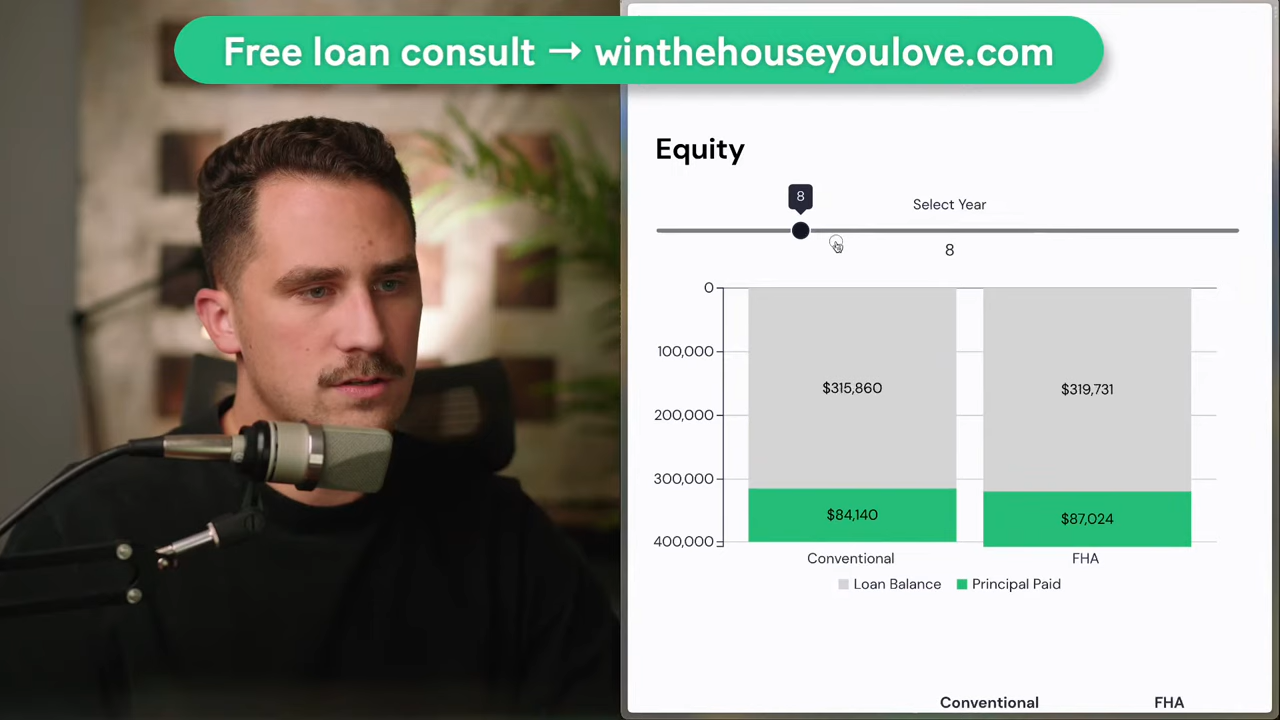 Free loan consult → winthehouseyoulove.com
Equity
8
Select Year
8
0
100,000
200,000
300,000
400,000
$315,860
$319,731
$84,140
$87,024
Conventional
FHA
Loan Balance
Principal Paid
Conventional
FHA